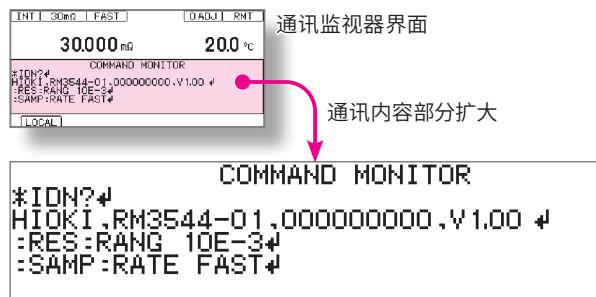 INT 30mΩ FAST 0ADJ RMT
30.000 mΩ 20.0 ℃
COMMAND MONITOR
*IDN?↲
HIOKI,RM3544-01,000000000,V1.00 ↲
:RES:RANG 10E-3↲
:SAMP:RATE FAST↲
LOCAL
通讯监视器界面
通讯内容部分扩大
COMMAND MONITOR
*IDN?↲
HIOKI,RM3544-01,000000000,V1.00 ↲
:RES:RANG 10E-3↲
:SAMP:RATE FAST↲